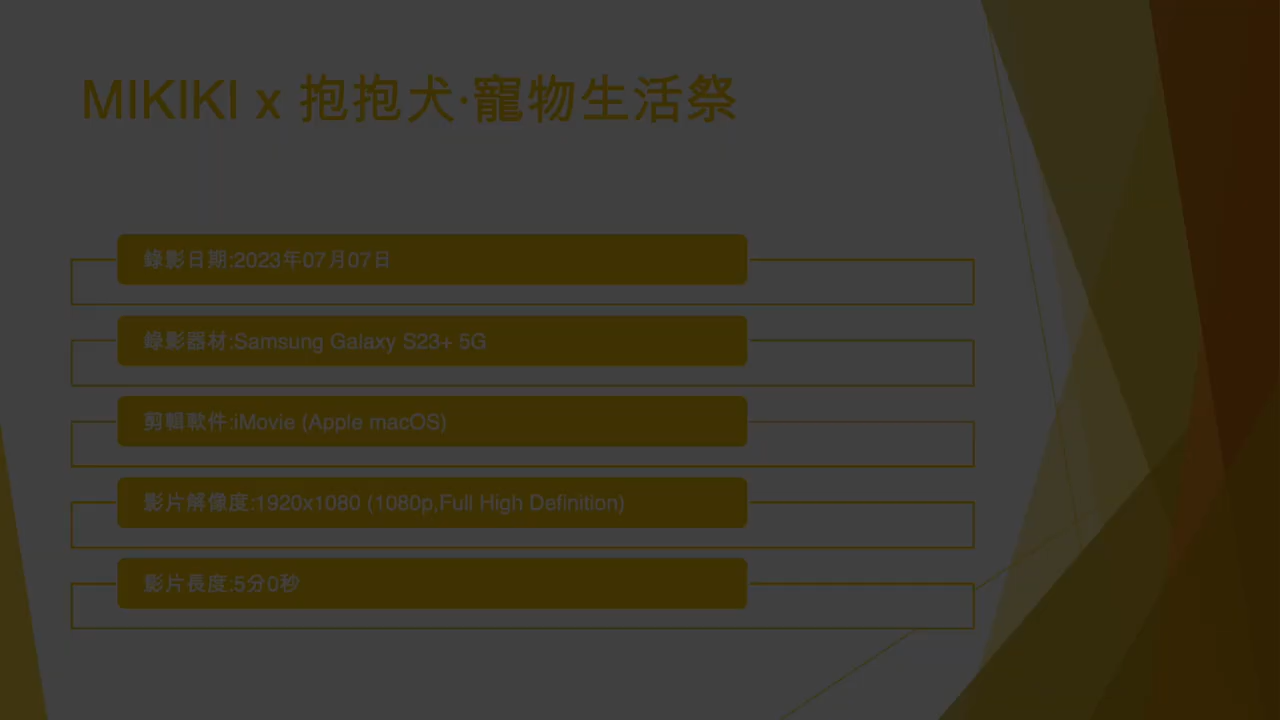 MIKIKI x 抱抱犬·寵物生活祭
錄影日期:2023年07月07日
錄影器材:Samsung Galaxy S23+ 5G
剪輯軟件:iMovie (Apple macOS)
影片解像度:1920x1080 (1080p,Full High Definition)
影片長度:5分0秒